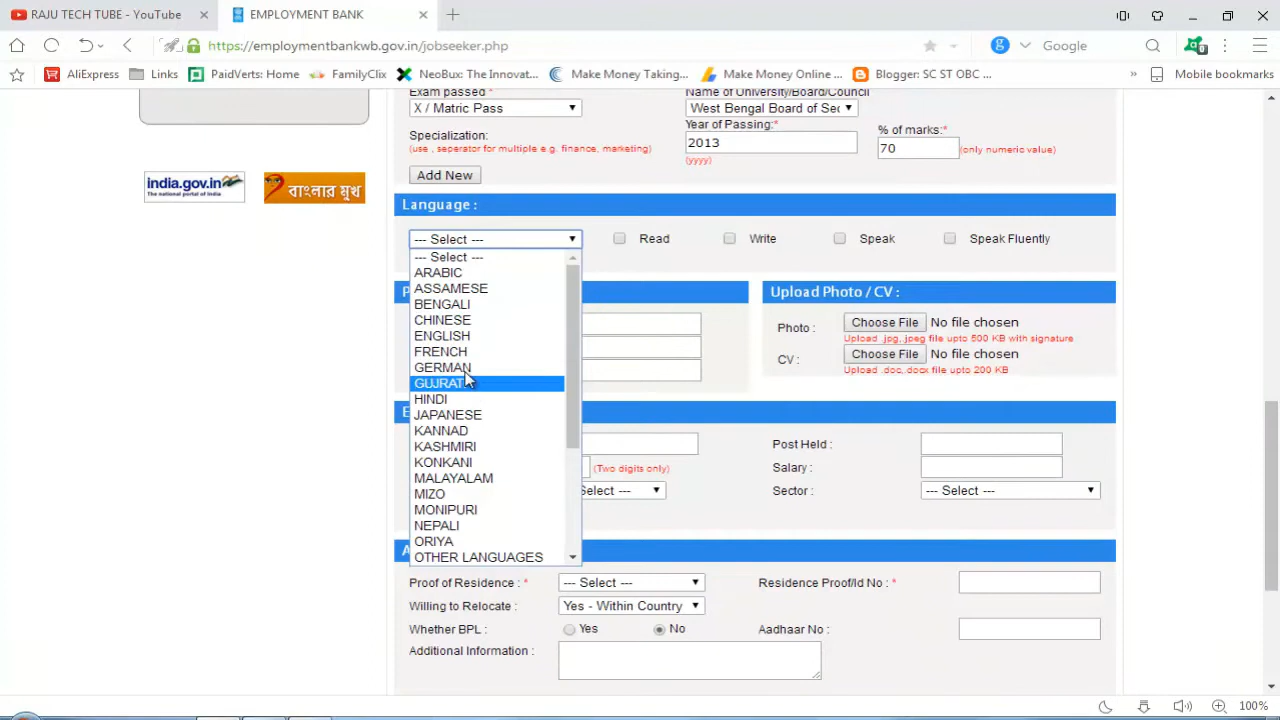 RAJU TECH TUBE - YouTube
EMPLOYMENT BANK
https://employmentbankwb.gov.in/jobseeker.php
Google
AliExpress
Links
PaidVerts: Home
FamilyClix
NeoBux: The Innovat...
Make Money Taking...
Make Money Online ...
Blogger: SC ST OBC ...
»
Mobile bookmarks
Exam passed *
Name of University/Board/Council
X / Matric Pass
West Bengal Board of Sec
Specialization:
(use , seperator for multiple e.g. finance, marketing)
Year of Passing:*
2013
(yyyy)
% of marks:*
70
(only numeric value)
Add New
india.gov.in
The national portal of India
বাংলার মুখ
Language :
--- Select ---
Read
Write
Speak
Speak Fluently
--- Select ---
ARABIC
ASSAMESE
BENGALI
CHINESE
ENGLISH
FRENCH
GERMAN
GUJRAT
HINDI
JAPANESE
KANNAD
KASHMIRI
KONKANI
MALAYALAM
MIZO
MONIPURI
NEPALI
ORIYA
OTHER LANGUAGES
P
Upload Photo / CV :
Photo :
Choose File No file chosen
Upload .jpg,.jpeg file upto 500 KB with signature
CV :
Choose File No file chosen
Upload .doc,.docx file upto 200 KB
E
Post Held :
(Two digits only)
Salary :
Select ---
Sector :
--- Select ---
A
Proof of Residence : *
--- Select ---
Residence Proof/Id No : *
Willing to Relocate :
Yes - Within Country
Whether BPL :
Yes
No
Aadhaar No :
Additional Information :
100%